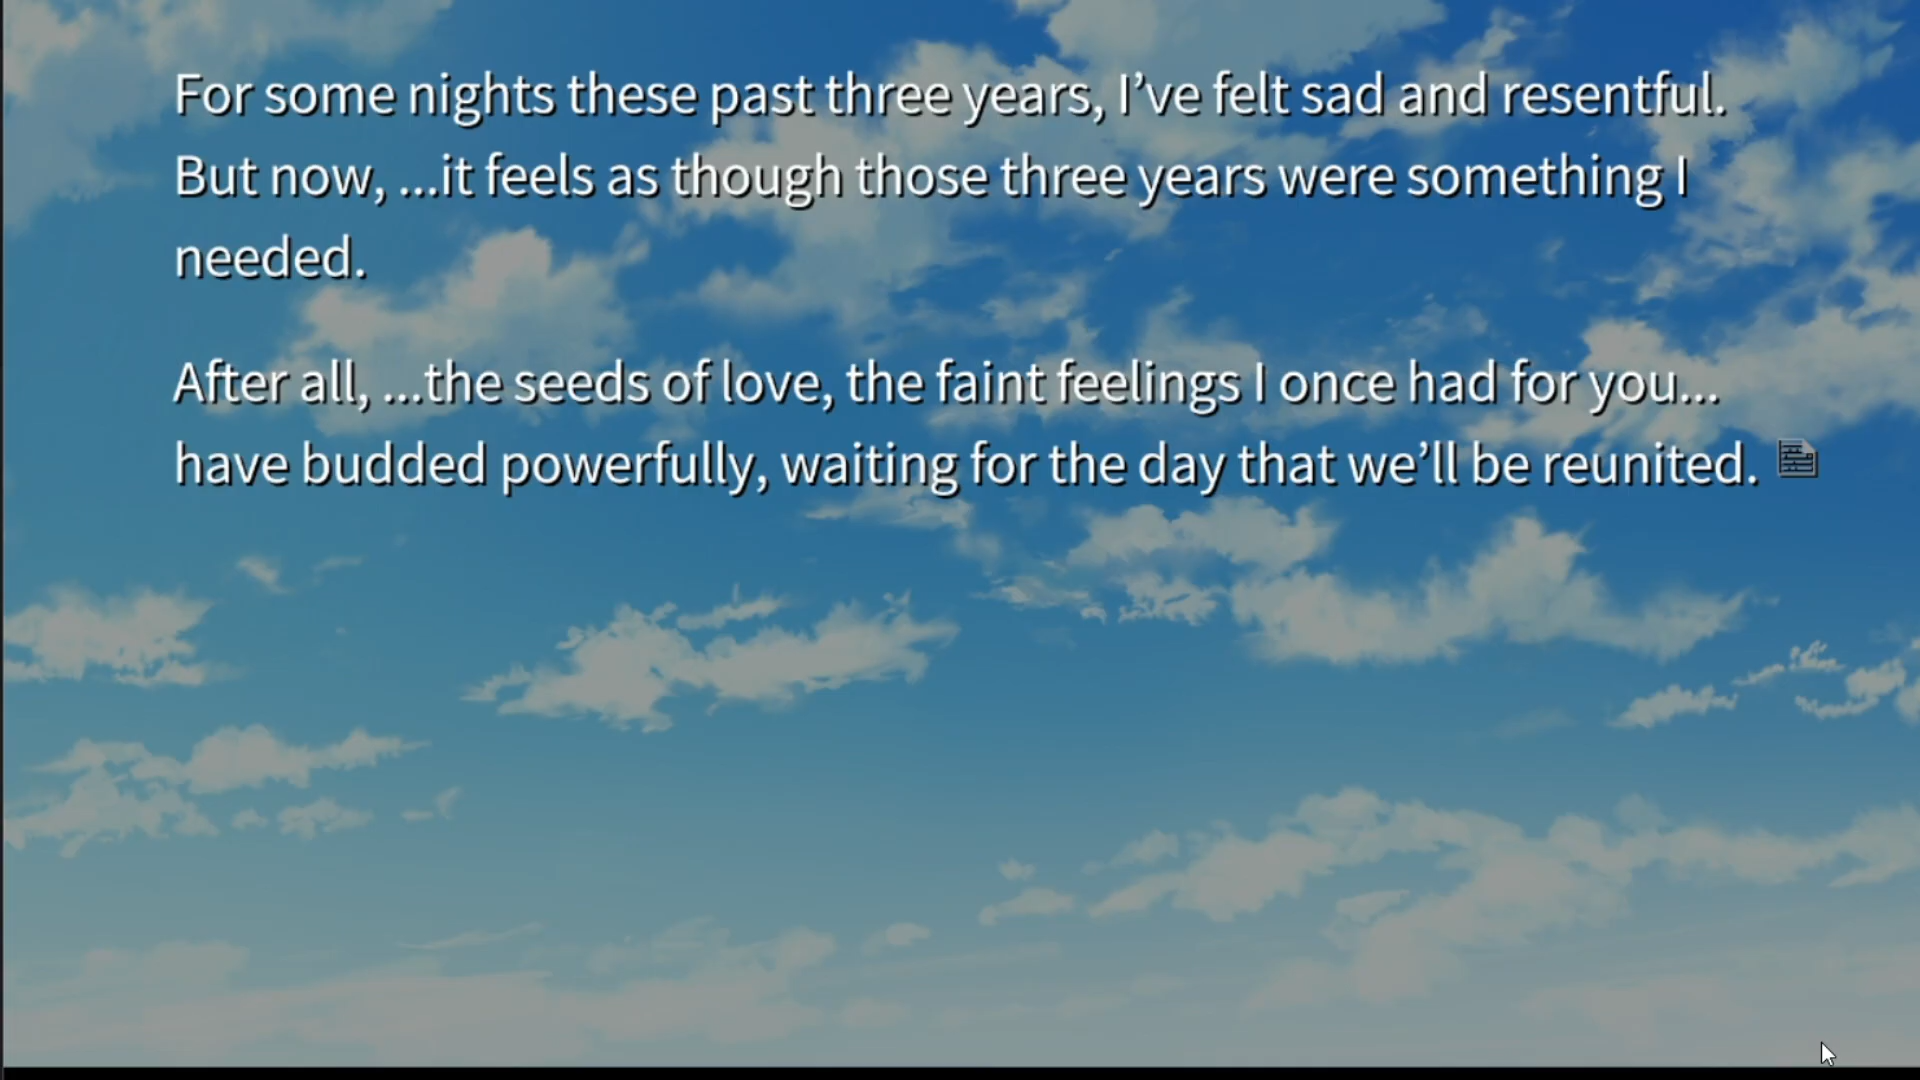 For some nights these past three years, I’ve felt sad and resentful.
But now, ...it feels as though those three years were something I
needed.
After all, ...the seeds of love, the faint feelings I once had for you...
have budded powerfully, waiting for the day that we’ll be reunited.